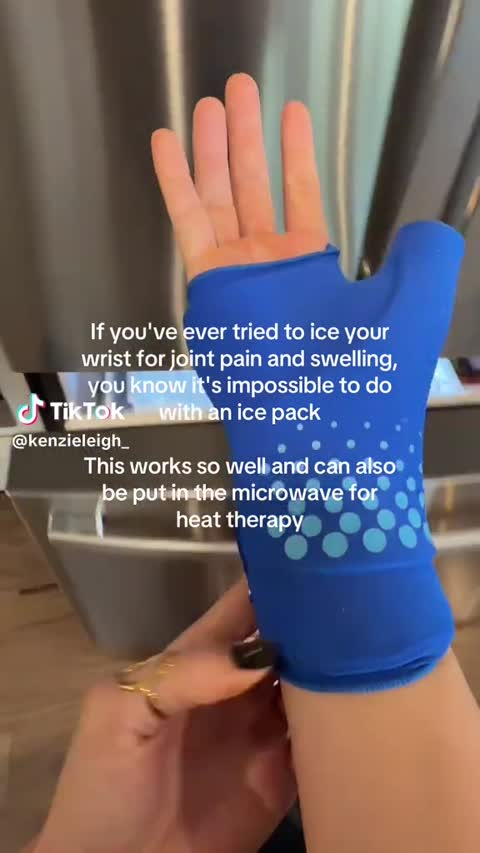 If you've ever tried to ice your
wrist for joint pain and swelling,
you know it's impossible to do
with an ice pack
TikTok
@kenzieleigh_
This works so well and can also
be put in the microwave for
heat therapy